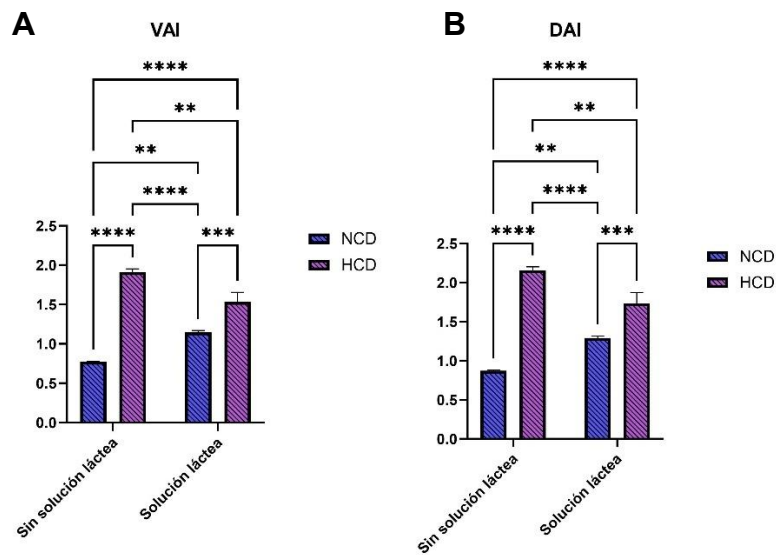 A
VAI
****
**
**
****
****
***
2.5
2.0
1.5
1.0
0.5
0.0
NCD
HCD
Sin solución láctea
Solución láctea
B
DAI
****
**
**
****
****
***
2.5
2.0
1.5
1.0
0.5
0.0
NCD
HCD
Sin solución láctea
Solución láctea